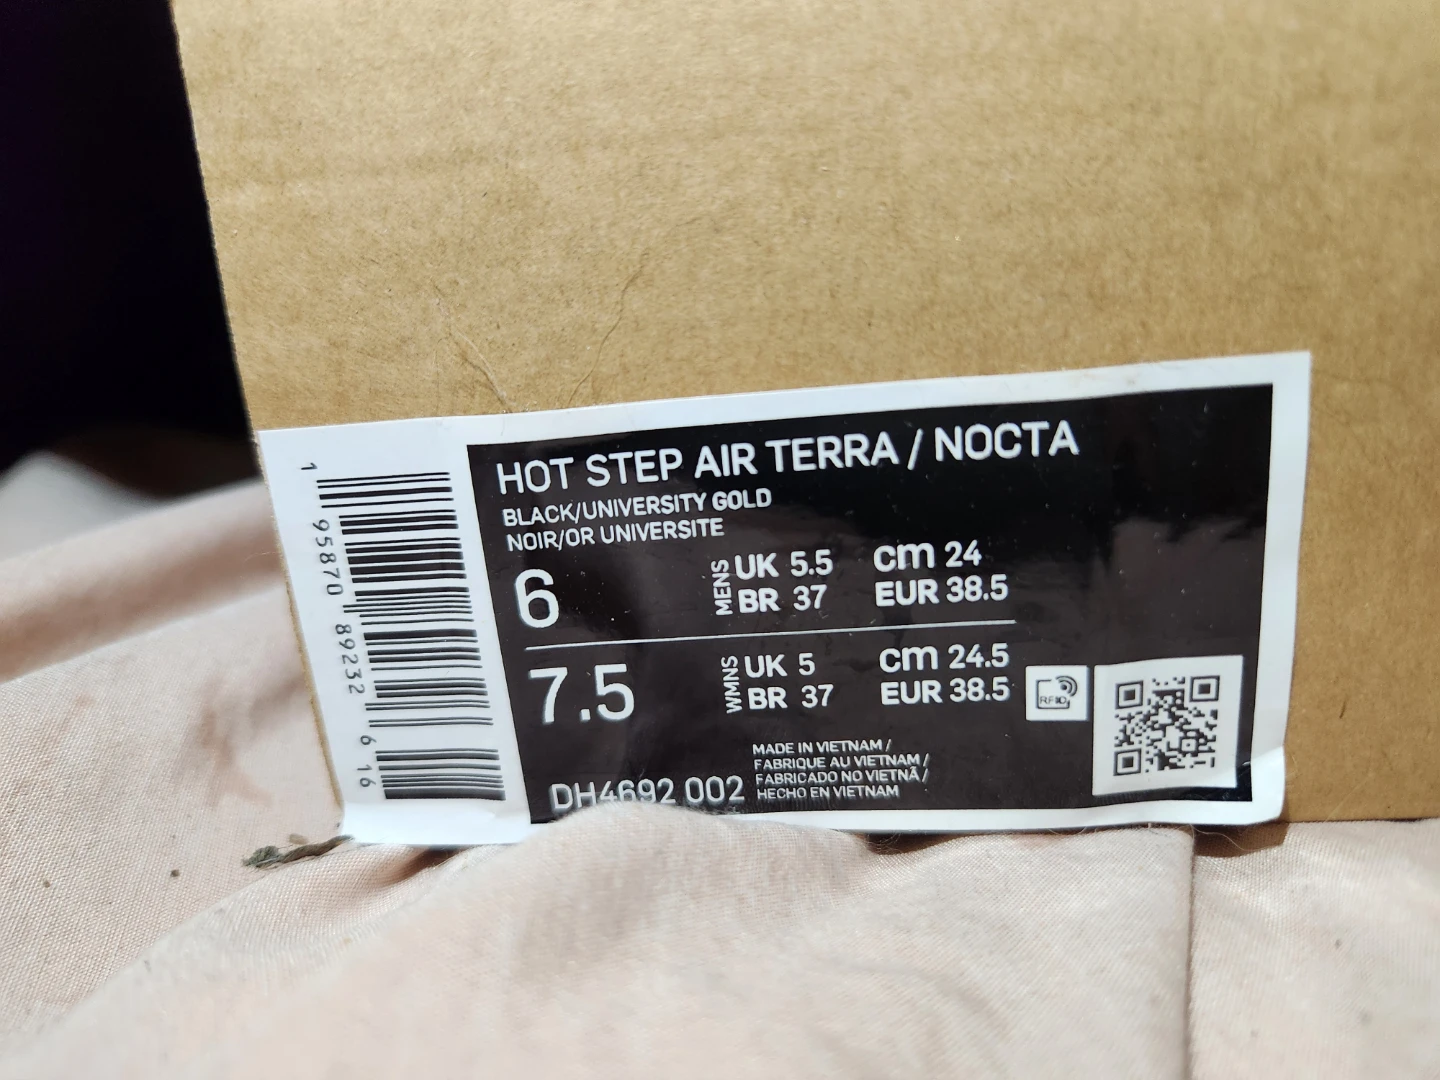 HOT STEP AIR TERRA / NOCTA
BLACK/UNIVERSITY GOLD
NOIR/OR UNIVERSITE
6 MENS UK 5.5 cm 24
BR 37 EUR 38.5
7.5 WMNS UK 5 cm 24.5
BR 37 EUR 38.5
RFID
MADE IN VIETNAM /
FABRIQUE AU VIETNAM /
FABRICADO NO VIETNÃ /
HECHO EN VIETNAM
DH4692 002
1 95870 89232 6 16